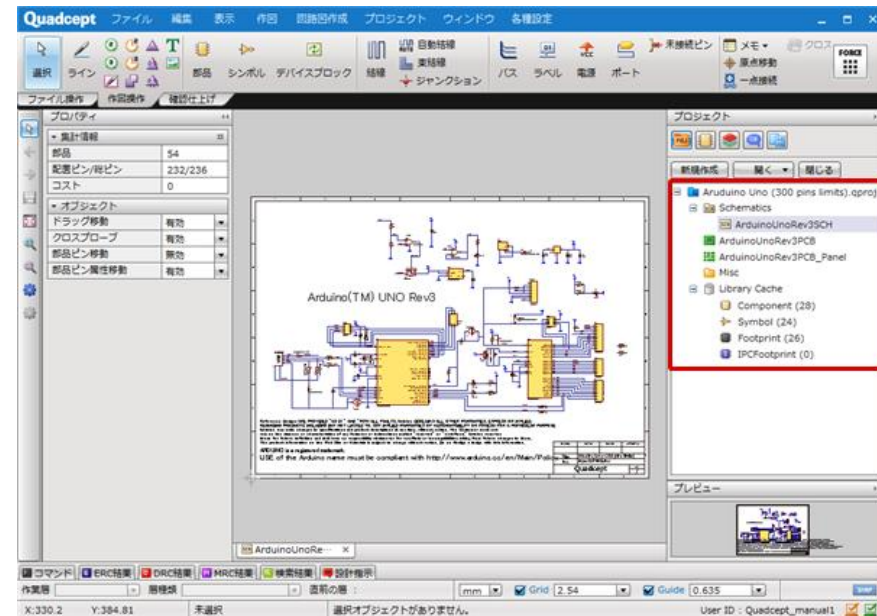 Quadcept ファイル 編集 表示 作図 回路図作成 プロジェクト ウィンドウ 各種設定
選択 ライン 部品 シンボル デバイスブロック 結線 自動結線 束結線 ジャンクション バス ラベル 電源 ポート 未接続ピン メモ 原点移動 一点接続 クロス FORCE
ファイル操作 作図操作 確認仕上げ
プロパティ
集計情報
部品 54
配置ピン/総ピン 232/236
コスト 0
オブジェクト
ドラッグ移動 有効
クロスプローブ 有効
部品ピン移動 無効
部品ピン属性移動 有効
Arduino(TM) UNO Rev3
ARDUINO is a registered trademark.
USE of the Arduino name must be compliant with http://www.arduino.cc/en/Main/Policy
Quadcept
ArduinoUnoRe… ×
プロジェクト
新規作成 開く 閉じる
Aruduino Uno (300 pins limits).qproj
Schematics
ArduinoUnoRev3SCH
ArduinoUnoRev3PCB
ArduinoUnoRev3PCB_Panel
Misc
Library Cache
Component (28)
Symbol (24)
Footprint (26)
IPCFootprint (0)
プレビュー
コマンド ERC結果 DRC結果 MRC結果 検索結果 設計指示
作業層 層種類 直前の層 : mm Grid 2.54 Guide 0.635
X:330.2 Y:384.81 未選択 選択オブジェクトがありません。 User ID : Quadcept_manual1